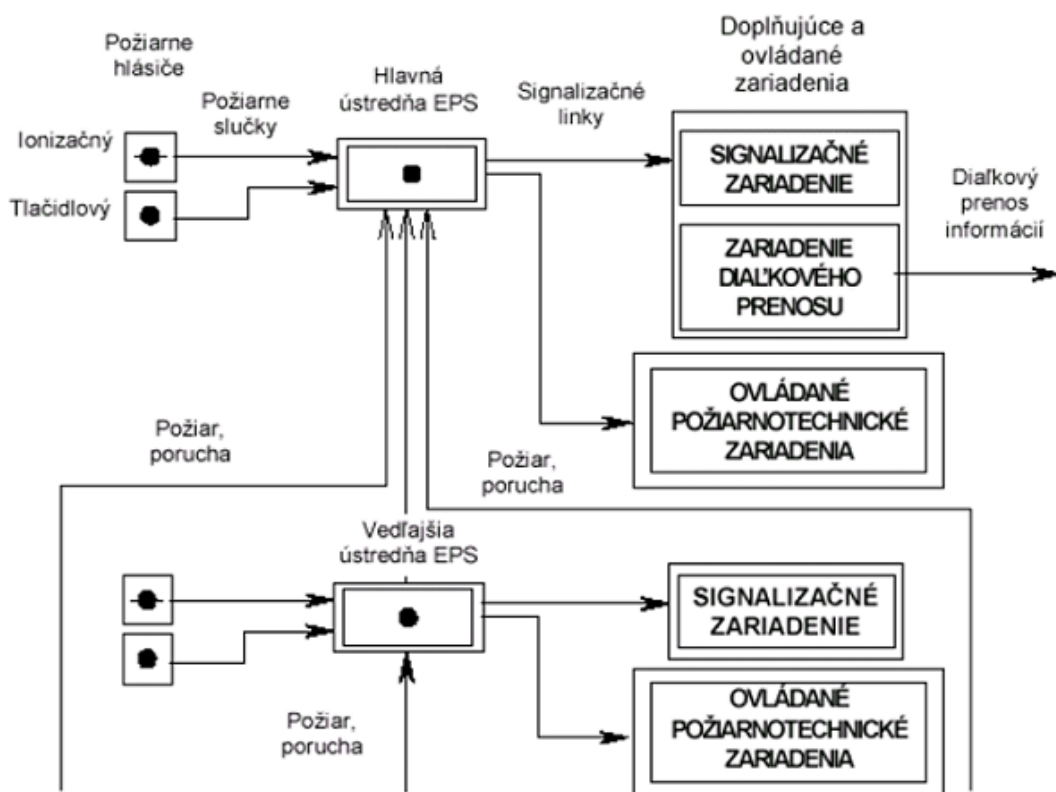 Požiarne
hlásiče
Ionizačný
Tlačidlový
Požiarne
slučky
Hlavná
ústredňa EPS
Signalizačné
linky
Doplňujúce a
ovládané
zariadenia
SIGNALIZAČNÉ
ZARIADENIE
ZARIADENIE
DIAĽKOVÉHO
PRENOSU
Diaľkový
prenos
informácií
OVLÁDANÉ
POŽIARNOTECHNICKÉ
ZARIADENIA
Požiar,
porucha
Požiar,
porucha
Vedľajšia
ústredňa EPS
SIGNALIZAČNÉ
ZARIADENIE
OVLÁDANÉ
POŽIARNOTECHNICKÉ
ZARIADENIA
Požiar,
porucha